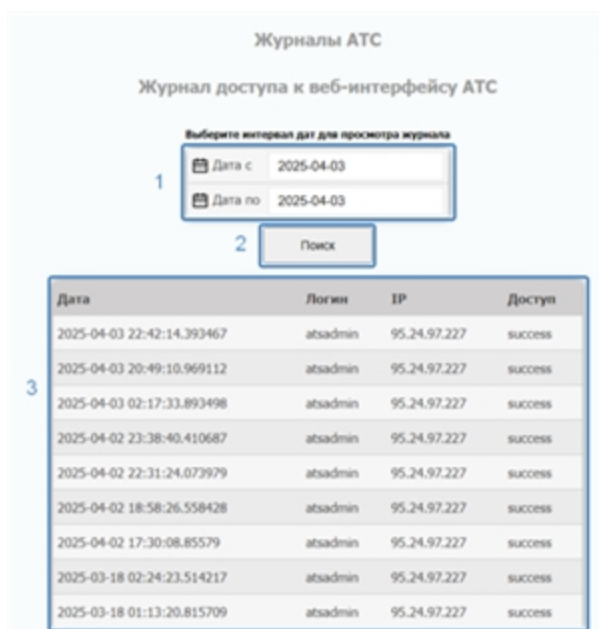 Журналы АТС
Журнал доступа к веб-интерфейсу АТС
Выберите интервал дат для просмотра журнала
1
Дата с 2025-04-03
Дата по 2025-04-03
2
Поиск
Дата Логин IP Доступ
2025-04-03 22:42:14.393467 atsadmin 95.24.97.227 success
2025-04-03 20:49:10.969112 atsadmin 95.24.97.227 success
3
2025-04-03 02:17:33.893498 atsadmin 95.24.97.227 success
2025-04-02 23:38:40.410687 atsadmin 95.24.97.227 success
2025-04-02 22:31:24.073979 atsadmin 95.24.97.227 success
2025-04-02 18:58:26.558428 atsadmin 95.24.97.227 success
2025-04-02 17:30:08.85579 atsadmin 95.24.97.227 success
2025-03-18 02:24:23.514217 atsadmin 95.24.97.227 success
2025-03-18 01:13:20.815709 atsadmin 95.24.97.227 success